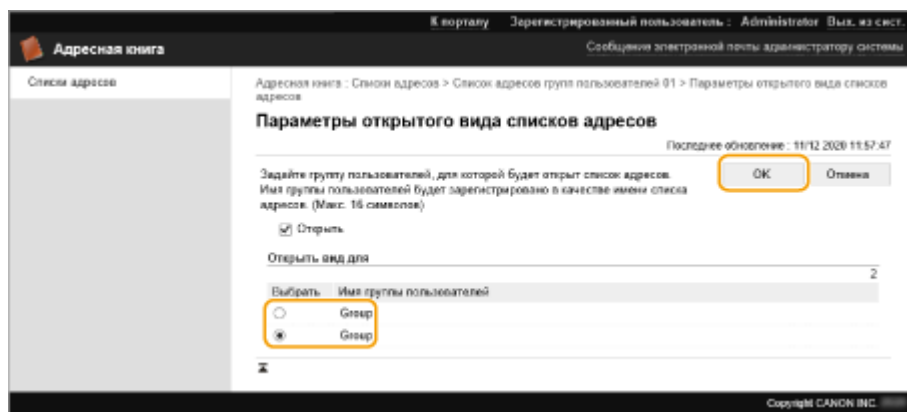 К порталу Зарегистрированный пользователь : Administrator Вых. из сист.
Адресная книга
Сообщение электронной почты администратору системы
Списки адресов
Адресная книга : Списки адресов > Список адресов групп пользователей 01 > Параметры открытого вида списков
адресов
Параметры открытого вида списков адресов
Последнее обновление : 11/12 2020 11:57:47
Задайте группу пользователей, для которой будет открыт список адресов.
Имя группы пользователей будет зарегистрировано в качестве имени списка
адресов. (Макс. 16 символов)
OK Отмена
Открыть
Открыть вид для
2
Выбрать Имя группы пользователей
Group
Group
Copyright CANON INC.